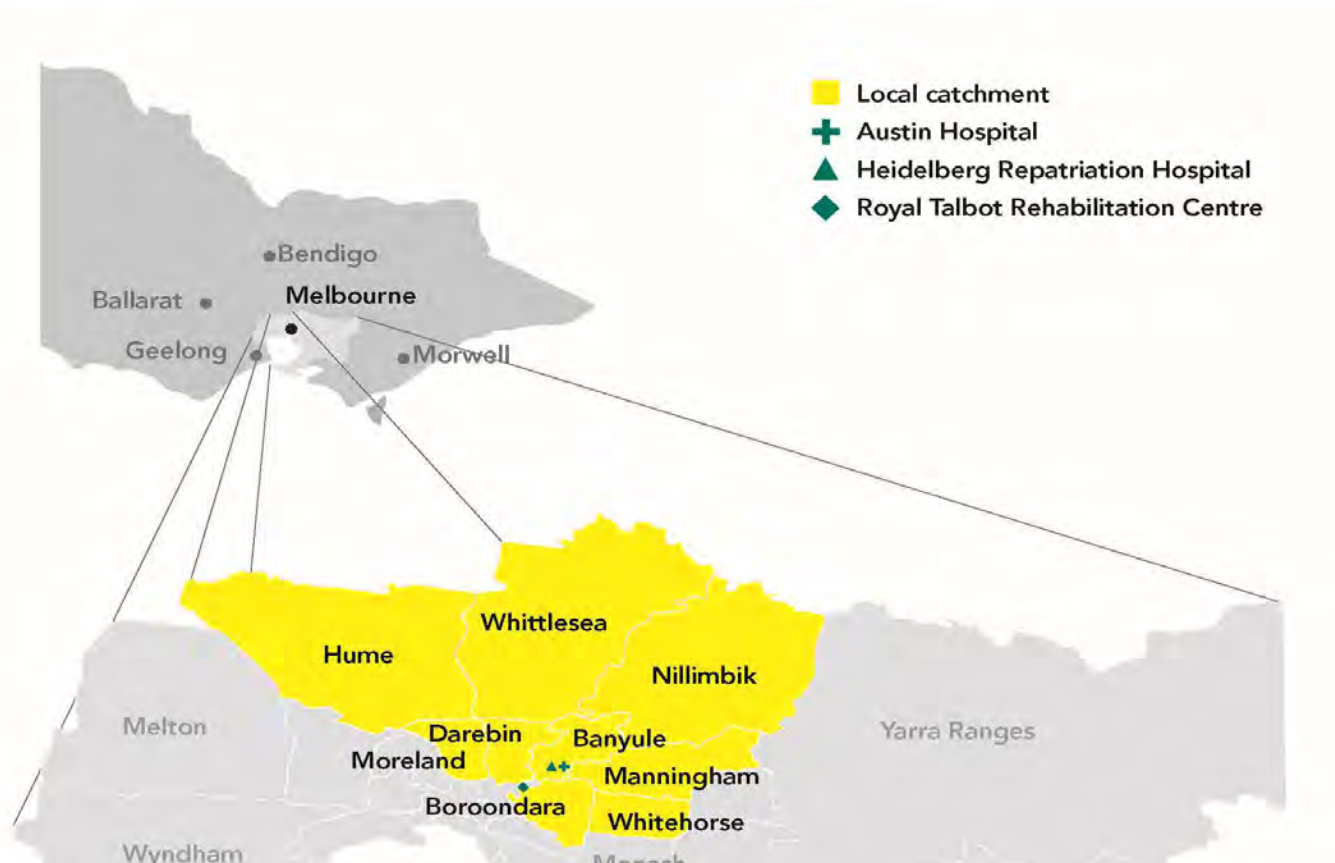 Local catchment
Austin Hospital
Heidelberg Repatriation Hospital
Royal Talbot Rehabilitation Centre
Bendigo
Melbourne
Ballarat
Geelong
Morwell
Whittlesea
Hume
Nillimbik
Melton
Darebin
Banyule
Yarra Ranges
Moreland
Manningham
Boroondara
Whitehorse
Wyndham
Monash